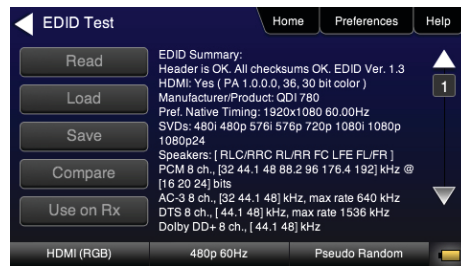 EDID Test
Home
Preferences
Help
Read
Load
Save
Compare
Use on Rx
EDID Summary:
Header is OK. All checksums OK. EDID Ver. 1.3
HDMI: Yes ( PA 1.0.0.0, 36, 30 bit color )
Manufacturer/Product: QDI 780
Pref. Native Timing: 1920x1080 60.00Hz
SVDs: 480i 480p 576i 576p 720p 1080i 1080p
1080p24
Speakers: [ RLC/RRC RL/RR FC LFE FL/FR ]
PCM 8 ch., [32 44.1 48 88.2 96 176.4 192] kHz @
[16 20 24] bits
AC-3 8 ch., [32 44.1 48] kHz, max rate 640 kHz
DTS 8 ch., [ 44.1 48] kHz, max rate 1536 kHz
Dolby DD+ 8 ch., [ 44.1 48] kHz
1
HDMI (RGB)
480p 60Hz
Pseudo Random